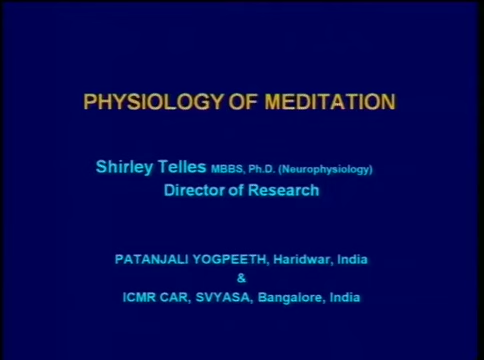 PHYSIOLOGY OF MEDITATION
Shirley Telles MBBS, Ph.D. (Neurophysiology)
Director of Research
PATANJALI YOGPEETH, Haridwar, India
&
ICMR CAR, SVYASA, Bangalore, India